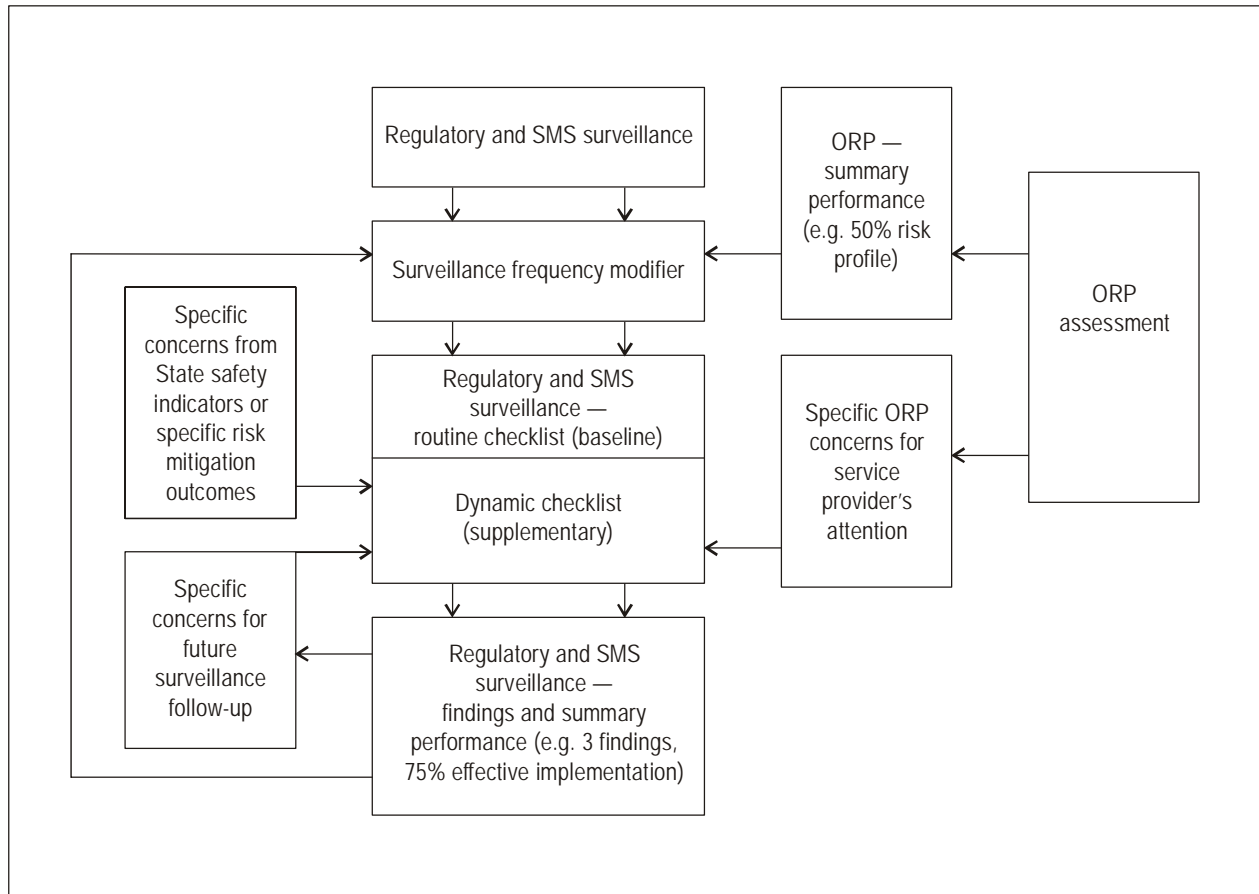 Regulatory and SMS surveillance
Surveillance frequency modifier
Regulatory and SMS
surveillance —
routine checklist (baseline)
Dynamic checklist
(supplementary)
Regulatory and SMS
surveillance —
findings and summary
performance (e.g. 3 findings,
75% effective implementation)
Specific
concerns from
State safety
indicators or
specific risk
mitigation
outcomes
Specific
concerns for
future
surveillance
follow-up
ORP —
summary
performance
(e.g. 50% risk
profile)
Specific ORP
concerns for
service
provider's
attention
ORP
assessment